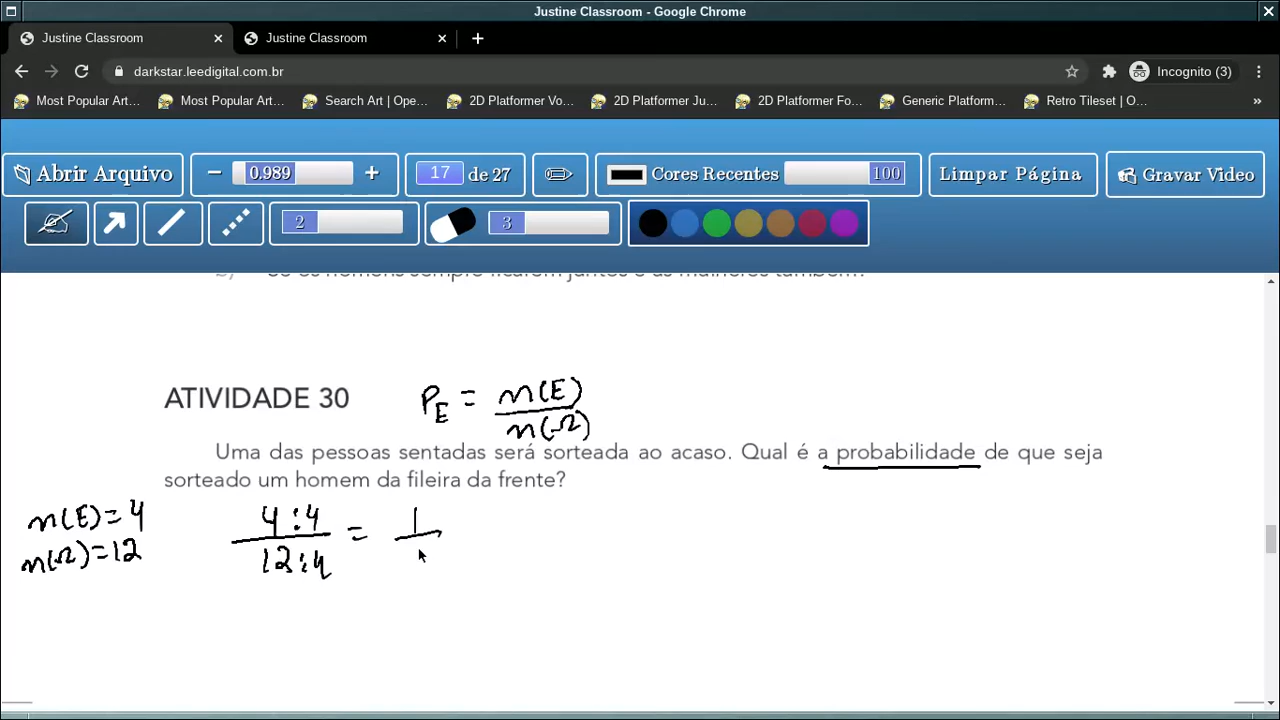 Justine Classroom - Google Chrome
Justine Classroom
Justine Classroom
darkstar.leedigital.com.br
Incognito (3)
Most Popular Art...
Most Popular Art...
Search Art | Ope...
2D Platformer Vo...
2D Platformer Ju...
2D Platformer Fo...
Generic Platform...
Retro Tileset | O...
»
Abrir Arquivo
− 0.989 +
17 de 27
Cores Recentes 100
Limpar Página
Gravar Video
2
3
ATIVIDADE 30
P_E = n(E) / n(Ω)
Uma das pessoas sentadas será sorteada ao acaso. Qual é a probabilidade de que seja
sorteado um homem da fileira da frente?
n(E) = 4
n(Ω) = 12
4 : 4 / 12 : 4 = 1